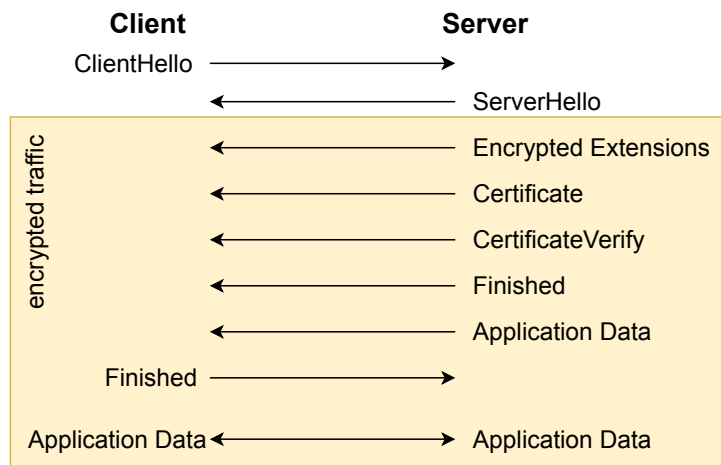 Client Server
ClientHello
ServerHello
encrypted traffic
Encrypted Extensions
Certificate
CertificateVerify
Finished
Application Data
Finished
Application Data Application Data